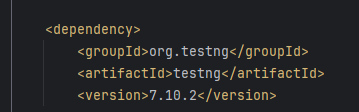 <dependency>
<groupId>org.testng</groupId>
<artifactId>testng</artifactId>
<version>7.10.2</version>